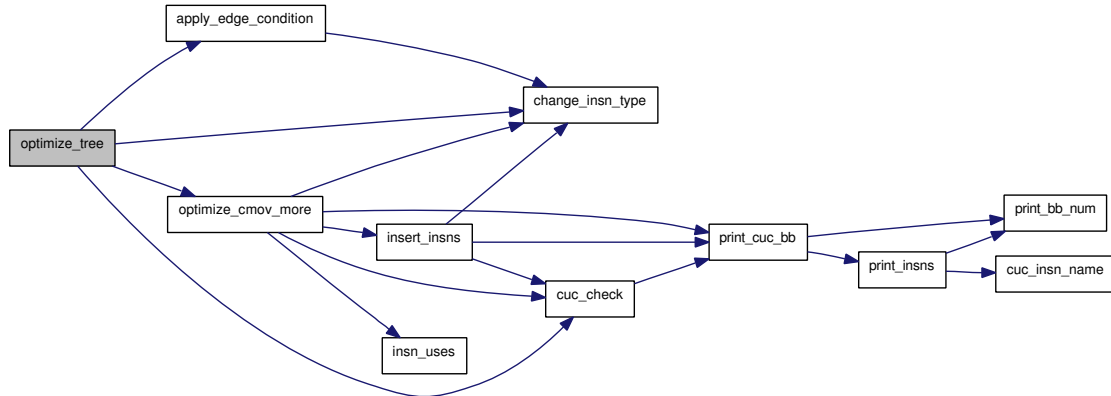 apply_edge_condition
change_insn_type
optimize_tree
optimize_cmov_more
insert_insns
print_cuc_bb
print_bb_num
print_insns
cuc_insn_name
cuc_check
insn_uses